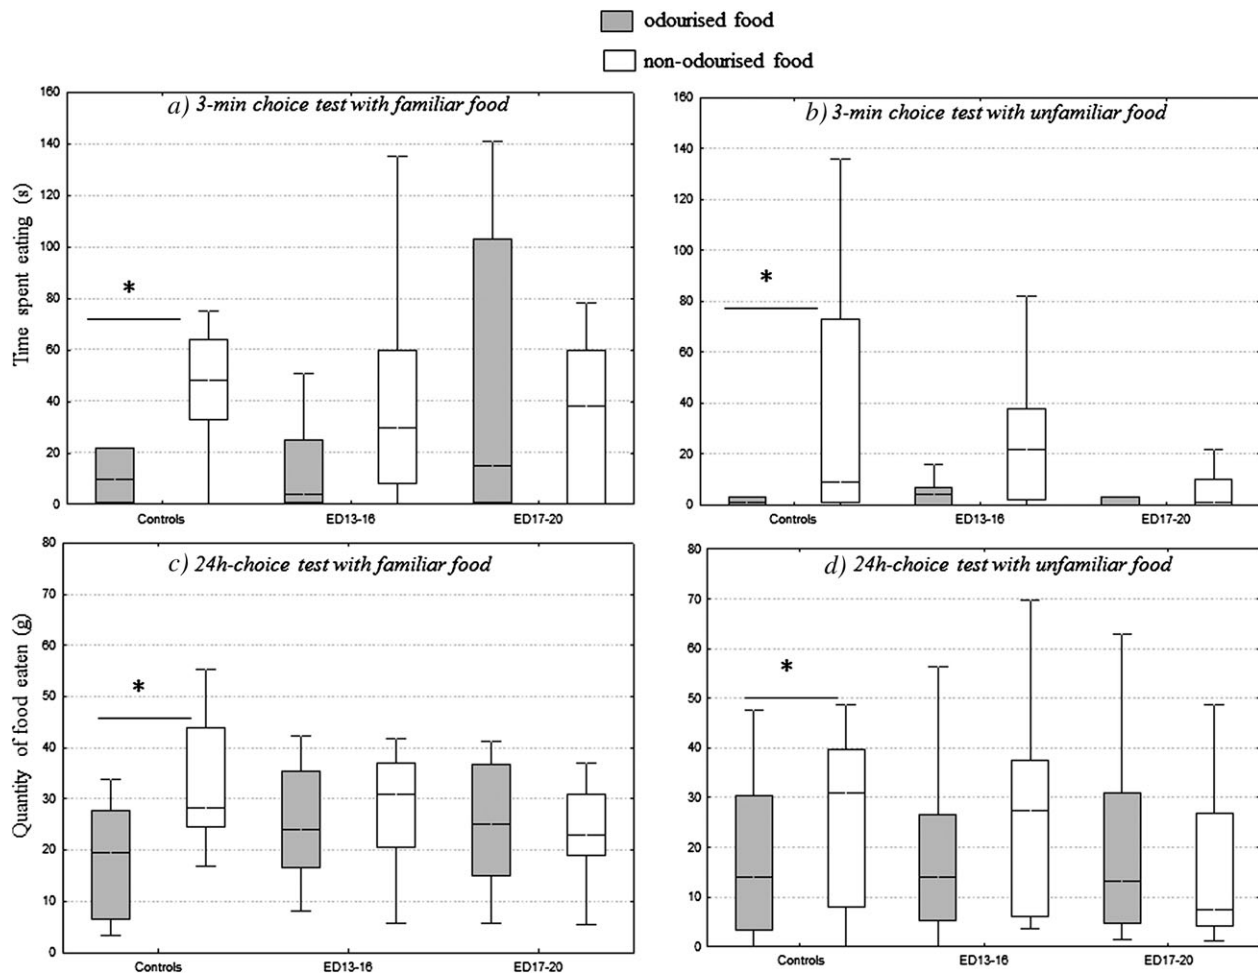 odourised food
non-odourised food
a) 3-min choice test with familiar food
Time spent eating (s)
160
140
120
100
80
60
40
20
0
*
Controls
ED13-16
ED17-20
b) 3-min choice test with unfamiliar food
160
140
120
100
80
60
40
20
0
*
Controls
ED13-16
ED17-20
c) 24h-choice test with familiar food
Quantity of food eaten (g)
80
70
60
50
40
30
20
10
0
*
Controls
ED13-16
ED17-20
d) 24h-choice test with unfamiliar food
80
70
60
50
40
30
20
10
0
*
Controls
ED13-16
ED17-20